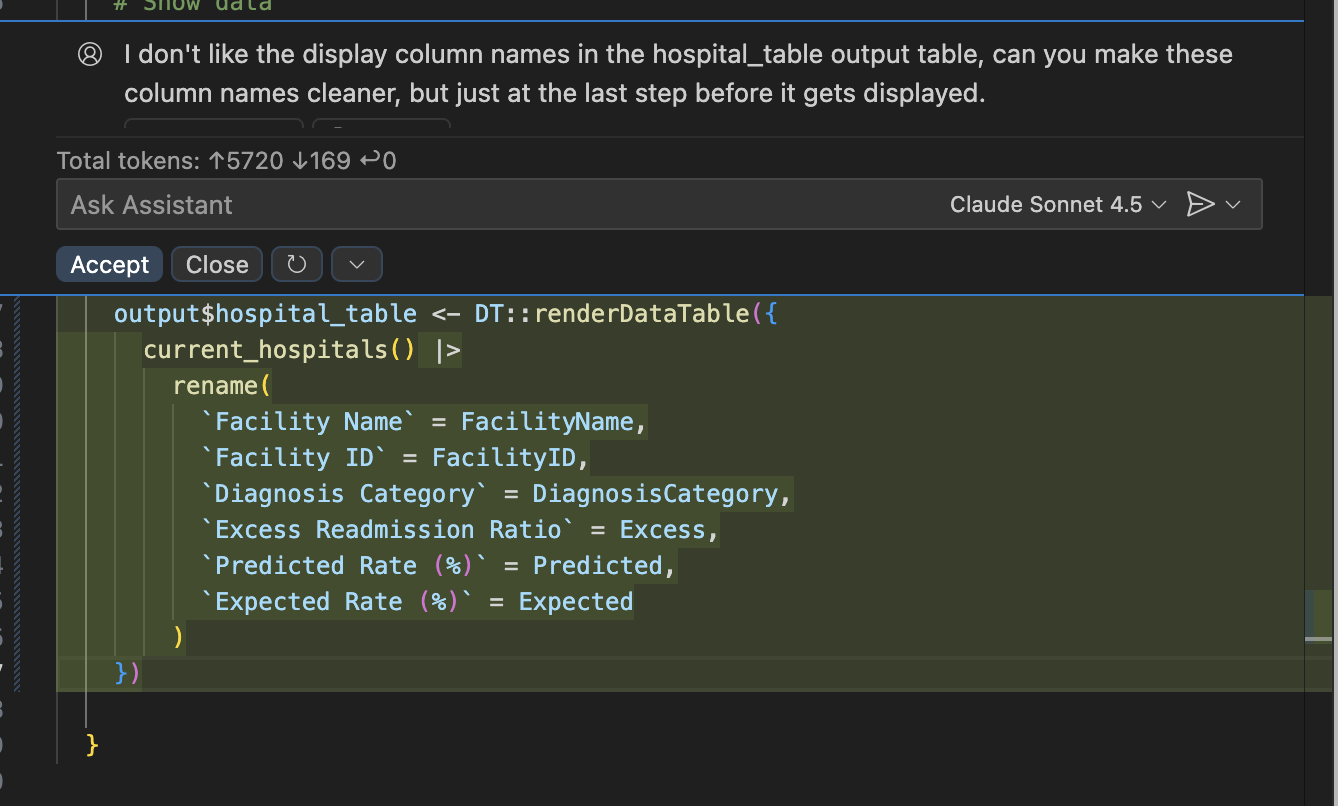 # Show data
I don't like the display column names in the hospital_table output table, can you make these
column names cleaner, but just at the last step before it gets displayed.
Total tokens: ↑5720 ↓169 ↩0
Ask Assistant Claude Sonnet 4.5
Accept Close
output$hospital_table <- DT::renderDataTable({
current_hospitals() |>
rename(
`Facility Name` = FacilityName,
`Facility ID` = FacilityID,
`Diagnosis Category` = DiagnosisCategory,
`Excess Readmission Ratio` = Excess,
`Predicted Rate (%)` = Predicted,
`Expected Rate (%)` = Expected
)
})
}